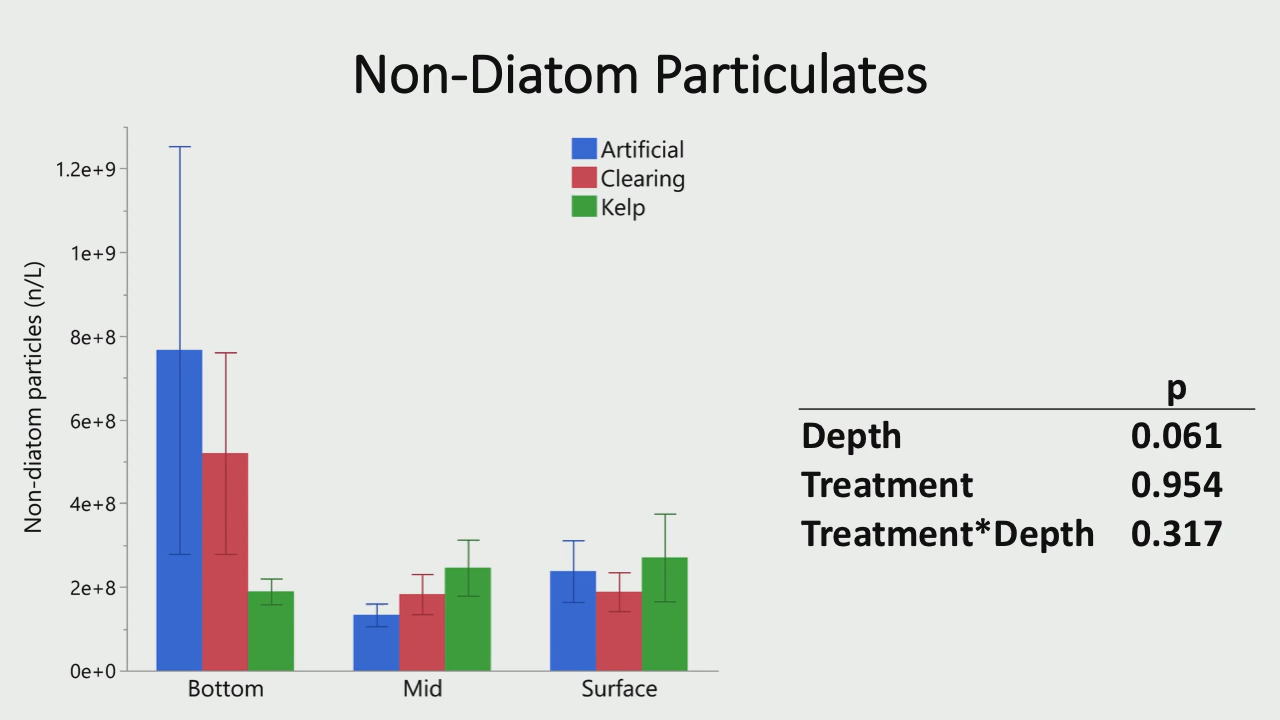 Non-Diatom Particulates
Artificial
Clearing
Kelp
Non-diatom particles (n/L)
1.2e+9
1e+9
8e+8
6e+8
4e+8
2e+8
0e+0
Bottom Mid Surface
p
Depth 0.061
Treatment 0.954
Treatment*Depth 0.317